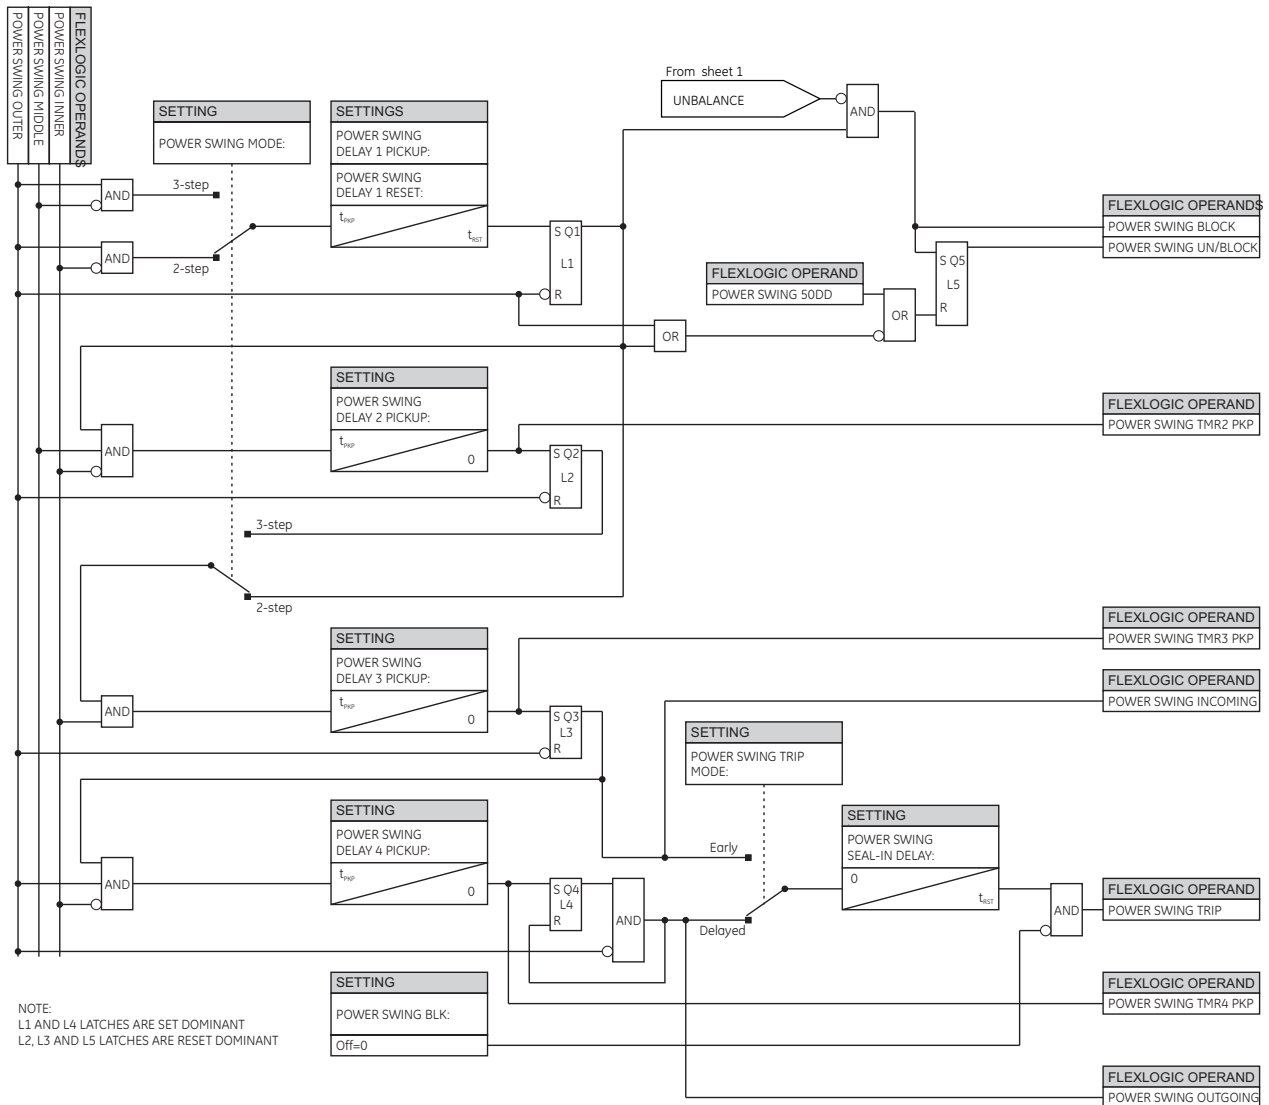 POWER SWING OUTER
POWER SWING MIDDLE
POWER SWING INNER
FLEXLOGIC OPERANDS
From sheet 1
UNBALANCE
AND
SETTING
POWER SWING MODE:
SETTINGS
POWER SWING
DELAY 1 PICKUP:
POWER SWING
DELAY 1 RESET:
tPKP
tRST
AND
3-step
AND
2-step
S Q1
L1
R
FLEXLOGIC OPERANDS
POWER SWING BLOCK
POWER SWING UN/BLOCK
S Q5
L5
R
FLEXLOGIC OPERAND
POWER SWING 50DD
OR
OR
SETTING
POWER SWING
DELAY 2 PICKUP:
tPKP
0
AND
S Q2
L2
R
FLEXLOGIC OPERAND
POWER SWING TMR2 PKP
3-step
2-step
SETTING
POWER SWING
DELAY 3 PICKUP:
tPKP
0
AND
S Q3
L3
R
FLEXLOGIC OPERAND
POWER SWING TMR3 PKP
FLEXLOGIC OPERAND
POWER SWING INCOMING
SETTING
POWER SWING TRIP
MODE:
SETTING
POWER SWING
DELAY 4 PICKUP:
tPKP
0
AND
S Q4
L4
R
AND
Early
Delayed
SETTING
POWER SWING
SEAL-IN DELAY:
0
tRST
AND
FLEXLOGIC OPERAND
POWER SWING TRIP
SETTING
POWER SWING BLK:
Off=0
FLEXLOGIC OPERAND
POWER SWING TMR4 PKP
FLEXLOGIC OPERAND
POWER SWING OUTGOING
NOTE:
L1 AND L4 LATCHES ARE SET DOMINANT
L2, L3 AND L5 LATCHES ARE RESET DOMINANT